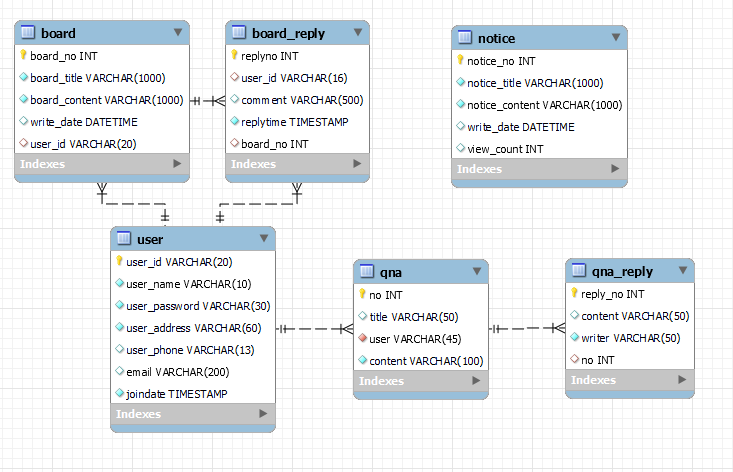 board
board_no INT
board_title VARCHAR(1000)
board_content VARCHAR(1000)
write_date DATETIME
user_id VARCHAR(20)
Indexes
board_reply
replyno INT
user_id VARCHAR(16)
comment VARCHAR(500)
replytime TIMESTAMP
board_no INT
Indexes
notice
notice_no INT
notice_title VARCHAR(1000)
notice_content VARCHAR(1000)
write_date DATETIME
view_count INT
Indexes
user
user_id VARCHAR(20)
user_name VARCHAR(10)
user_password VARCHAR(30)
user_address VARCHAR(60)
user_phone VARCHAR(13)
email VARCHAR(200)
joindate TIMESTAMP
Indexes
qna
no INT
title VARCHAR(50)
user VARCHAR(45)
content VARCHAR(100)
Indexes
qna_reply
reply_no INT
content VARCHAR(50)
writer VARCHAR(50)
no INT
Indexes